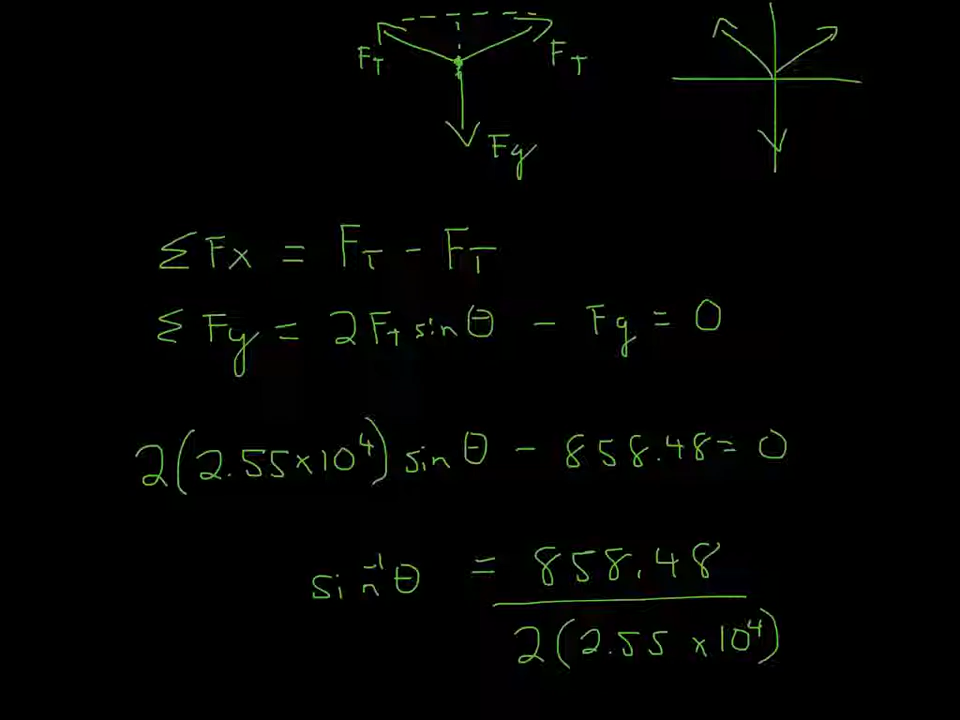 F_T F_T
F_g
ΣFx = F_T - F_T
ΣFy = 2F_T sinθ - F_g = 0
2(2.55×10⁴) sinθ - 858.48 = 0
sin⁻¹θ = 858.48
2(2.55×10⁴)